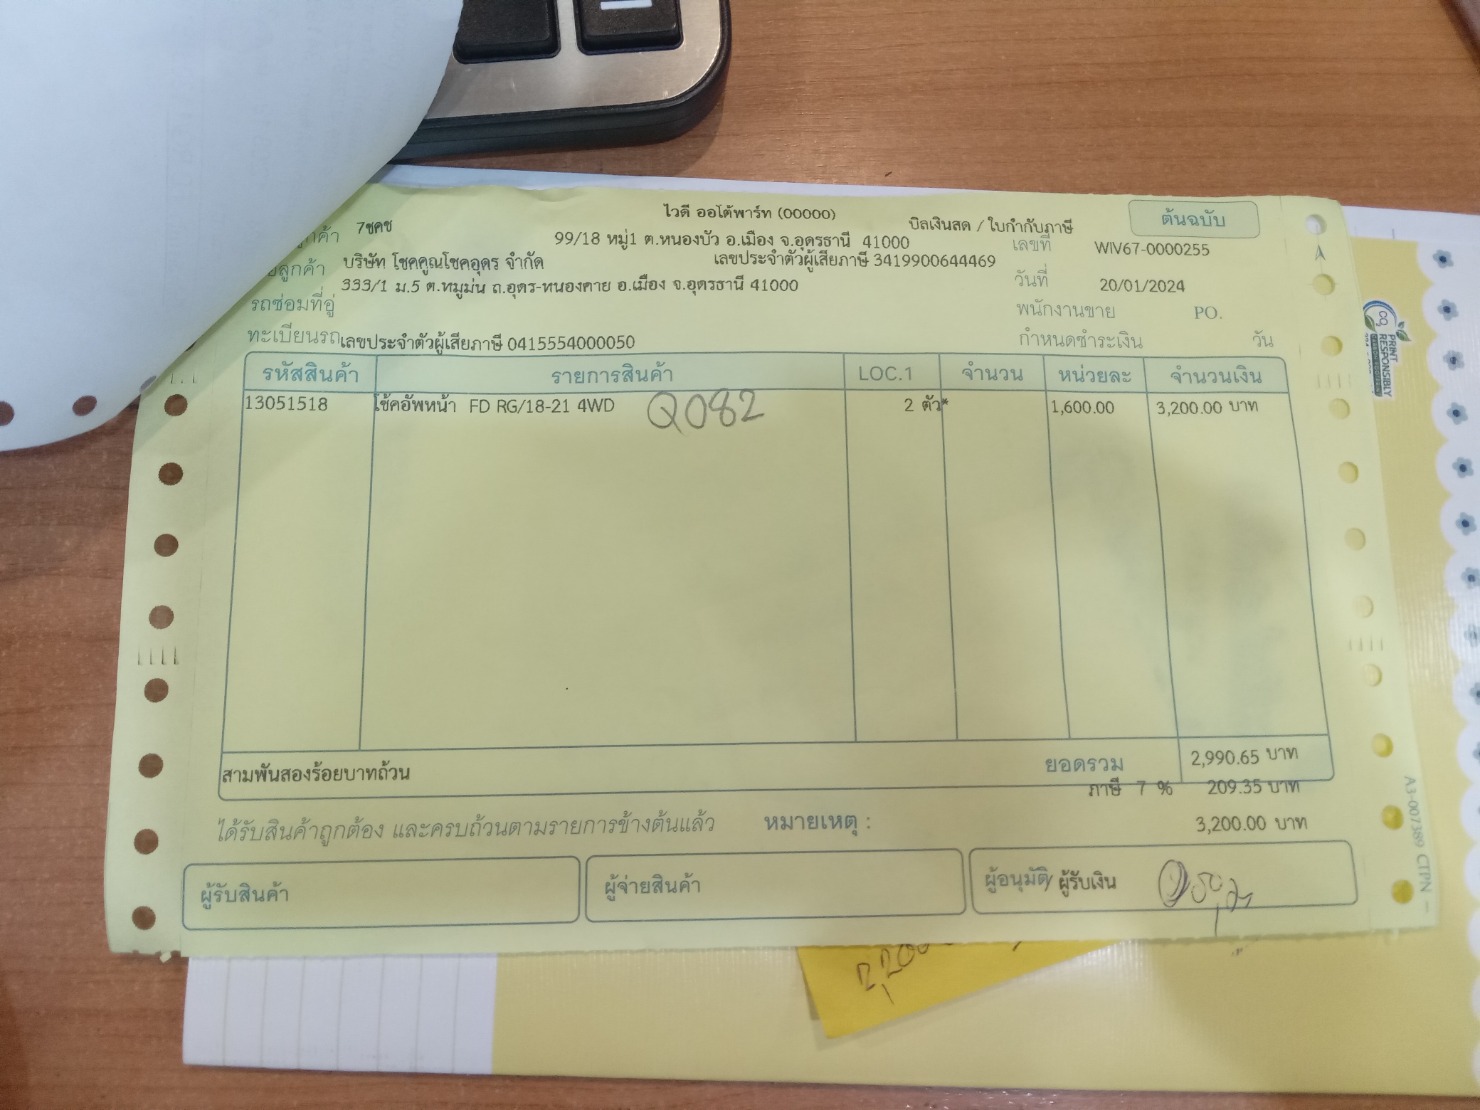 ไวดี ออโต้พาร์ท (00000)
ต้นฉบับ
7ชคช
บิลเงินสด / ใบกำกับภาษี
99/18 หมู่1 ต.หนองบัว อ.เมือง จ.อุดรธานี 41000
เลขที่ WIV67-0000255
ลูกค้า บริษัท โชคคูณโชคอุดร จำกัด
เลขประจำตัวผู้เสียภาษี 3419900644469
333/1 ม.5 ต.หมูม่น ถ.อุดร-หนองคาย อ.เมือง จ.อุดรธานี 41000
วันที่ 20/01/2024
รถซ่อมที่อู่
พนักงานขาย PO.
ทะเบียนรถ เลขประจำตัวผู้เสียภาษี 0415554000050
กำหนดชำระเงิน วัน
รหัสสินค้า รายการสินค้า LOC.1 จำนวน หน่วยละ จำนวนเงิน
13051518 โช้คอัพหน้า FD RG/18-21 4WD Q082 2 ตัว* 1,600.00 3,200.00 บาท
สามพันสองร้อยบาทถ้วน ยอดรวม 2,990.65 บาท
ภาษี 7 % 209.35 บาท
ได้รับสินค้าถูกต้อง และครบถ้วนตามรายการข้างต้นแล้ว หมายเหตุ : 3,200.00 บาท
ผู้รับสินค้า ผู้จ่ายสินค้า ผู้อนุมัติ/ ผู้รับเงิน
A3-007389 CTPN -
PRINT RESPONSIBLY